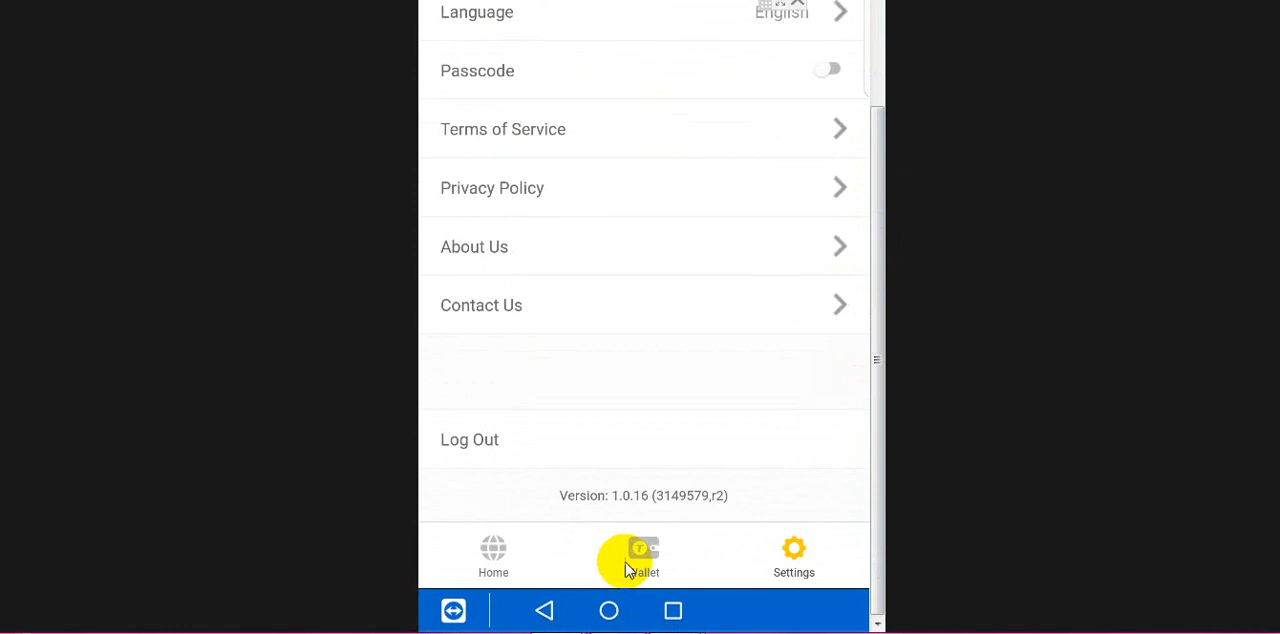 Language English
Passcode
Terms of Service
Privacy Policy
About Us
Contact Us
Log Out
Version: 1.0.16 (3149579,r2)
Home Wallet Settings